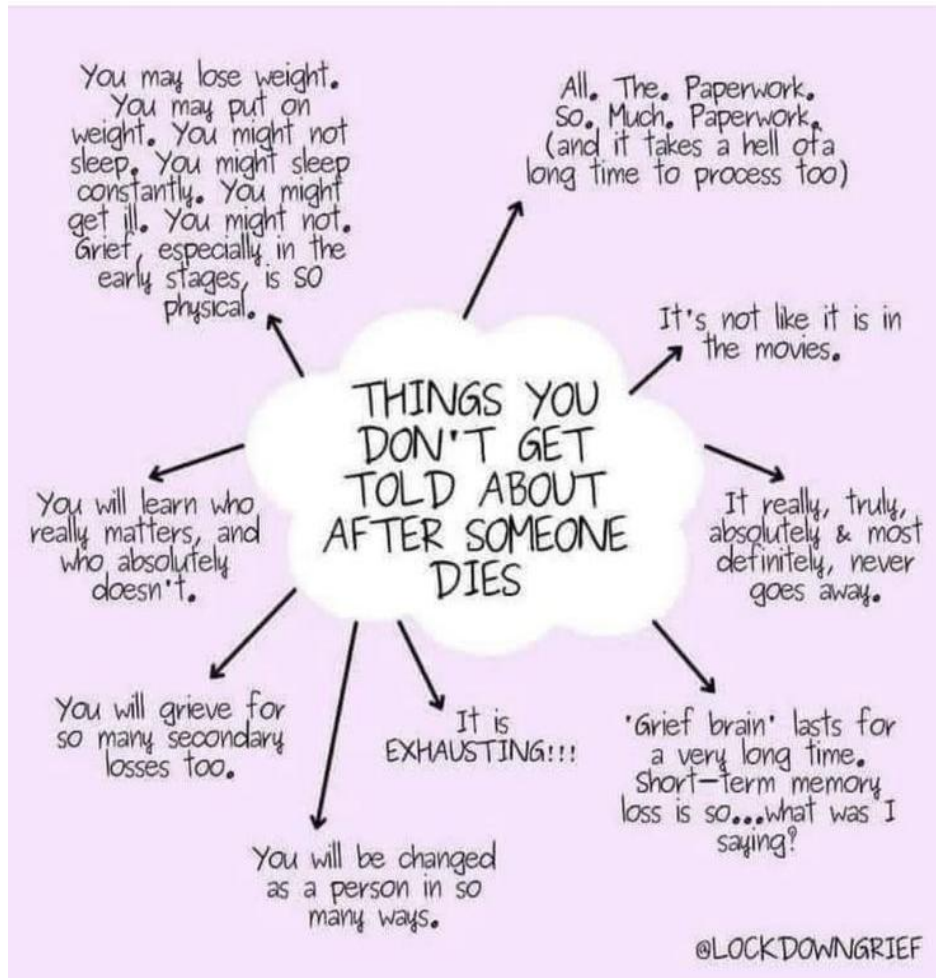 You may lose weight.
You may put on
weight. You might not
sleep. You might sleep
constantly. You might
get ill. You might not.
Grief, especially in the
early stages, is SO
physical.
All. The. Paperwork.
So. Much. Paperwork.
(and it takes a hell of a
long time to process too)
It's not like it is in
the movies.
THINGS YOU
DON'T GET
TOLD ABOUT
AFTER SOMEONE
DIES
You will learn who
really matters, and
who absolutely
doesn't.
It really, truly,
absolutely & most
definitely, never
goes away.
You will grieve for
so many secondary
losses too.
It is
EXHAUSTING!!!
'Grief brain' lasts for
a very long time.
Short-term memory
loss is so...what was I
saying?
You will be changed
as a person in so
many ways.
@LOCKDOWNGRIEF